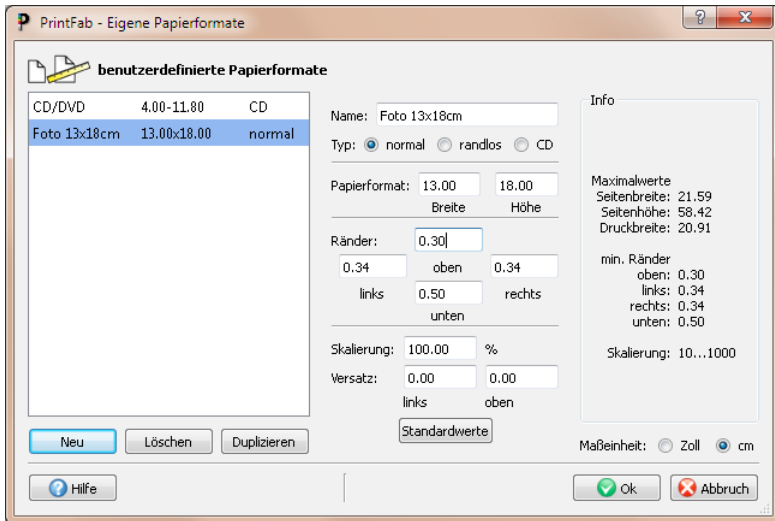 PrintFab - Eigene Papierformate
benutzerdefinierte Papierformate
CD/DVD 4.00-11.80 CD
Foto 13x18cm 13.00x18.00 normal
Neu Löschen Duplizieren
Name: Foto 13x18cm
Typ: normal randlos CD
Papierformat: 13.00 18.00
Breite Höhe
Ränder: 0.30
0.34 oben 0.34
links 0.50 rechts
unten
Skalierung: 100.00 %
Versatz: 0.00 0.00
links oben
Standardwerte
Info
Maximalwerte
Seitenbreite: 21.59
Seitenhöhe: 58.42
Druckbreite: 20.91
min. Ränder
oben: 0.30
links: 0.34
rechts: 0.34
unten: 0.50
Skalierung: 10...1000
Maßeinheit: Zoll cm
Hilfe Ok Abbruch